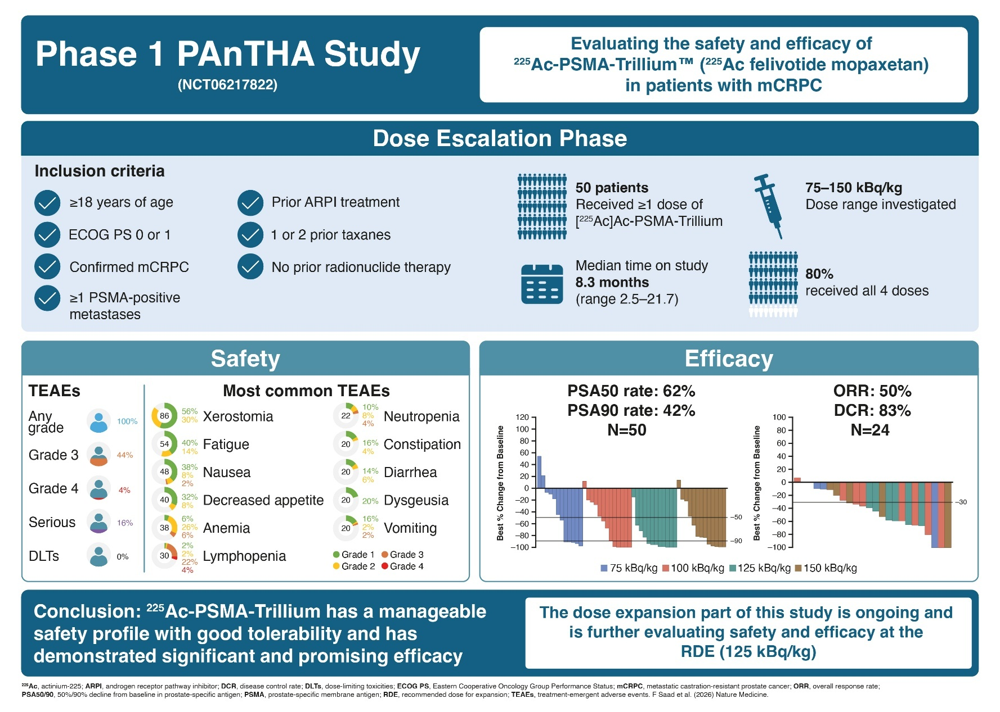 Phase 1 PAnTHA Study
(NCT06217822)
Evaluating the safety and efficacy of
²²⁵Ac-PSMA-Trillium™ (²²⁵Ac felivotide mopaxetan)
in patients with mCRPC
Dose Escalation Phase
Inclusion criteria
≥18 years of age
ECOG PS 0 or 1
Confirmed mCRPC
≥1 PSMA-positive
metastases
Prior ARPI treatment
1 or 2 prior taxanes
No prior radionuclide therapy
50 patients
Received ≥1 dose of
[²²⁵Ac]Ac-PSMA-Trillium
75–150 kBq/kg
Dose range investigated
Median time on study
8.3 months
(range 2.5–21.7)
80%
received all 4 doses
Safety
TEAEs
Any
grade
100%
Grade 3
44%
Grade 4
4%
Serious
16%
DLTs
0%
Most common TEAEs
86
56%
30%
Xerostomia
54
40%
14%
Fatigue
48
38%
8%
2%
Nausea
40
32%
8%
Decreased appetite
38
6%
26%
6%
Anemia
30
2%
2%
22%
4%
Lymphopenia
22
10%
8%
4%
Neutropenia
20
16%
4%
Constipation
20
14%
6%
Diarrhea
20
20%
Dysgeusia
20
16%
2%
2%
Vomiting
Grade 1
Grade 3
Grade 2
Grade 4
Efficacy
PSA50 rate: 62%
PSA90 rate: 42%
N=50
Best % Change from Baseline
120
100
80
60
40
20
0
−20
−40
−60
−80
−100
−50
−90
ORR: 50%
DCR: 83%
N=24
Best % Change from Baseline
100
80
60
40
20
0
−20
−40
−60
−80
−100
−30
75 kBq/kg
100 kBq/kg
125 kBq/kg
150 kBq/kg
Conclusion: ²²⁵Ac-PSMA-Trillium has a manageable
safety profile with good tolerability and has
demonstrated significant and promising efficacy
The dose expansion part of this study is ongoing and
is further evaluating safety and efficacy at the
RDE (125 kBq/kg)
²²⁵Ac, actinium-225; ARPI, androgen receptor pathway inhibitor; DCR, disease control rate; DLTs, dose-limiting toxicities; ECOG PS, Eastern Cooperative Oncology Group Performance Status; mCRPC, metastatic castration-resistant prostate cancer; ORR, overall response rate;
PSA50/90, 50%/90% decline from baseline in prostate-specific antigen; PSMA, prostate-specific membrane antigen; RDE, recommended dose for expansion; TEAEs, treatment-emergent adverse events. F Saad et al. (2026) Nature Medicine.